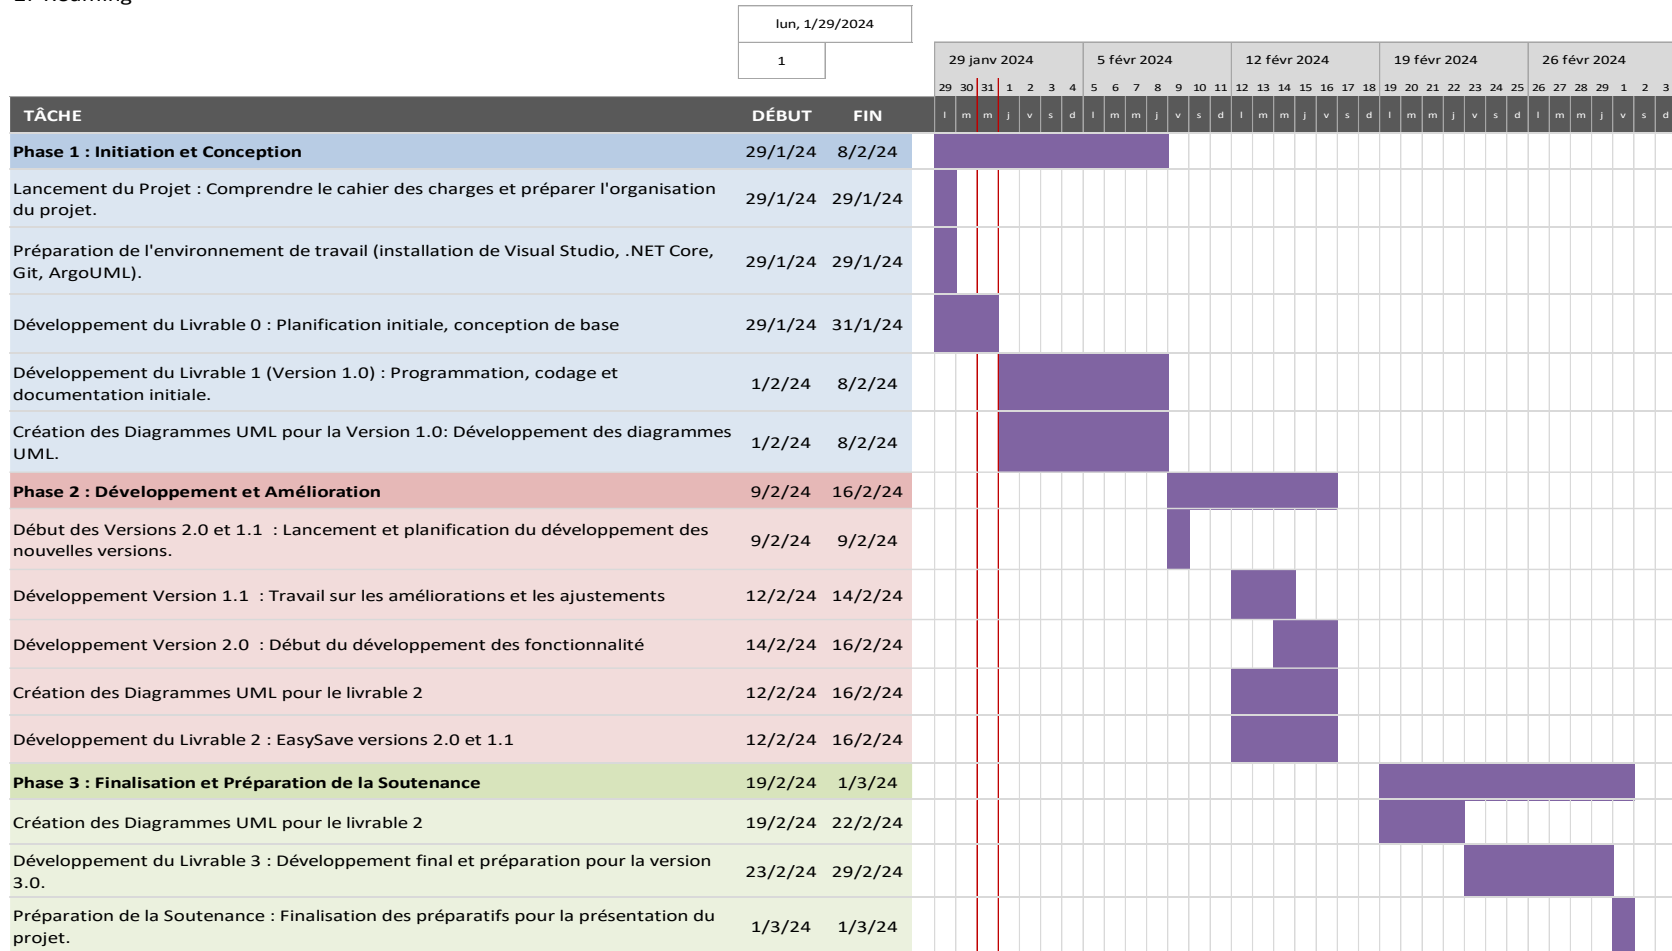 lun, 1/29/2024
1
29 janv 2024 5 févr 2024 12 févr 2024 19 févr 2024 26 févr 2024
29 30 31 1 2 3 4 5 6 7 8 9 10 11 12 13 14 15 16 17 18 19 20 21 22 23 24 25 26 27 28 29 1 2 3
TÂCHE DÉBUT FIN l m m j v s d l m m j v s d l m m j v s d l m m j v s d l m m j v s d
Phase 1 : Initiation et Conception 29/1/24 8/2/24
Lancement du Projet : Comprendre le cahier des charges et préparer l'organisation
du projet. 29/1/24 29/1/24
Préparation de l'environnement de travail (installation de Visual Studio, .NET Core,
Git, ArgoUML). 29/1/24 29/1/24
Développement du Livrable 0 : Planification initiale, conception de base 29/1/24 31/1/24
Développement du Livrable 1 (Version 1.0) : Programmation, codage et
documentation initiale. 1/2/24 8/2/24
Création des Diagrammes UML pour la Version 1.0: Développement des diagrammes
UML. 1/2/24 8/2/24
Phase 2 : Développement et Amélioration 9/2/24 16/2/24
Début des Versions 2.0 et 1.1  : Lancement et planification du développement des
nouvelles versions. 9/2/24 9/2/24
Développement Version 1.1  : Travail sur les améliorations et les ajustements 12/2/24 14/2/24
Développement Version 2.0  : Début du développement des fonctionnalité 14/2/24 16/2/24
Création des Diagrammes UML pour le livrable 2 12/2/24 16/2/24
Développement du Livrable 2 : EasySave versions 2.0 et 1.1 12/2/24 16/2/24
Phase 3 : Finalisation et Préparation de la Soutenance 19/2/24 1/3/24
Création des Diagrammes UML pour le livrable 2 19/2/24 22/2/24
Développement du Livrable 3 : Développement final et préparation pour la version
3.0. 23/2/24 29/2/24
Préparation de la Soutenance : Finalisation des préparatifs pour la présentation du
projet. 1/3/24 1/3/24